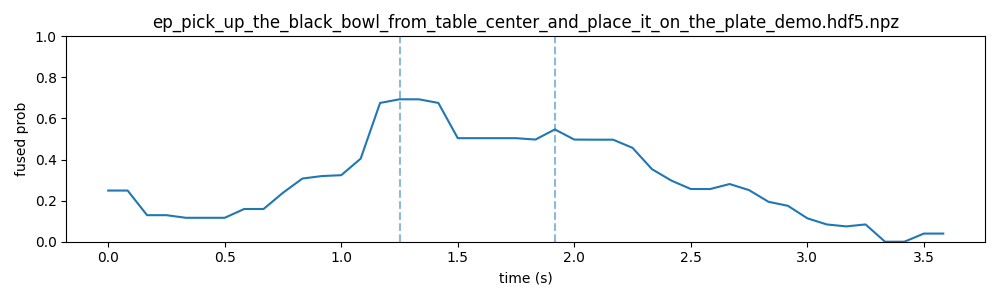 ep_pick_up_the_black_bowl_from_table_center_and_place_it_on_the_plate_demo.hdf5.npz
1.0
0.8
0.6
0.4
0.2
0.0
fused prob
0.0 0.5 1.0 1.5 2.0 2.5 3.0 3.5
time (s)